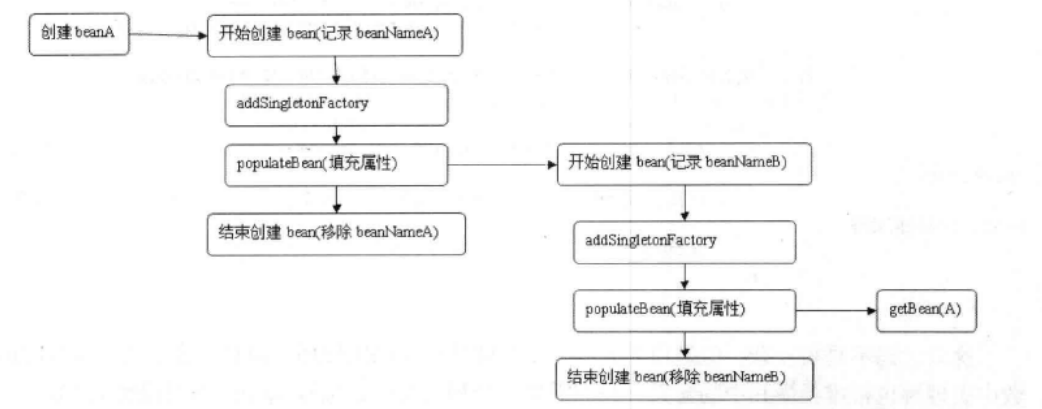 创建 beanA
开始创建 bean(记录 beanNameA)
addSingletonFactory
populateBean(填充属性)
结束创建 bean(移除 beanNameA)
开始创建 bean(记录 beanNameB)
addSingletonFactory
populateBean(填充属性)
getBean(A)
结束创建 bean(移除 beanNameB)